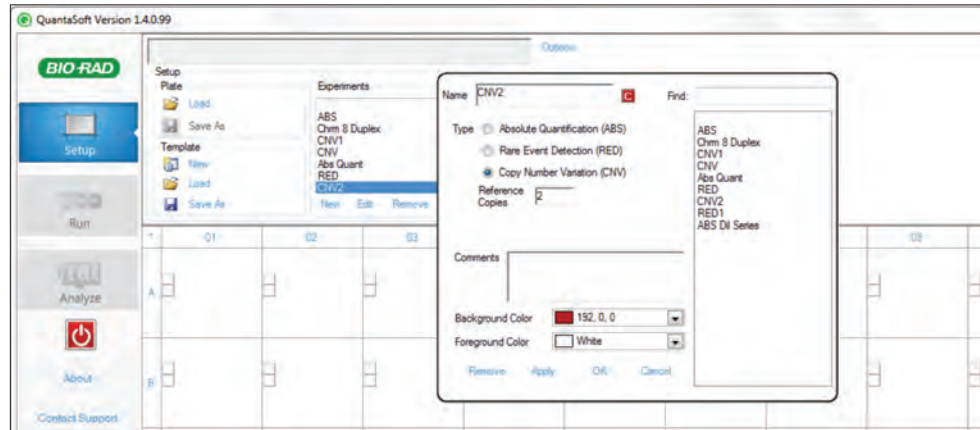 QuantaSoft Version 1.4.0.99
BIO-RAD
Setup
Run
Analyze
About
Contact Support
Options
Setup
Plate
Load
Save As
Template
New
Load
Save As
Experiments
ABS
Chrm 8 Duplex
CNV1
CNV
Abs Quant
RED
CNV2
New Edit Remove
Name CNV2 C Find:
Type Absolute Quantification (ABS)
Rare Event Detection (RED)
Copy Number Variation (CNV)
Reference
Copies 2
Comments
Background Color 192, 0, 0
Foreground Color White
Remove Apply OK Cancel
ABS
Chrm 8 Duplex
CNV1
CNV
Abs Quant
RED
CNV2
RED1
ABS Dil Series
01 02 03 09
A
B